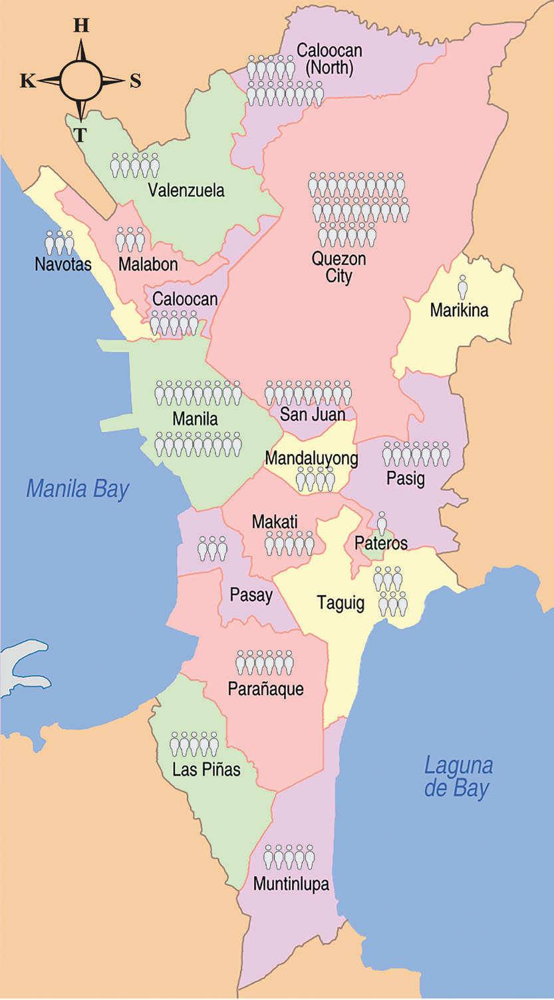 H
K
S
T
Caloocan
(North)
Valenzuela
Quezon
City
Navotas
Malabon
Caloocan
Marikina
Manila
San Juan
Mandaluyong
Pasig
Manila Bay
Makati
Pateros
Pasay
Taguig
Parañaque
Las Piñas
Laguna
de Bay
Muntinlupa